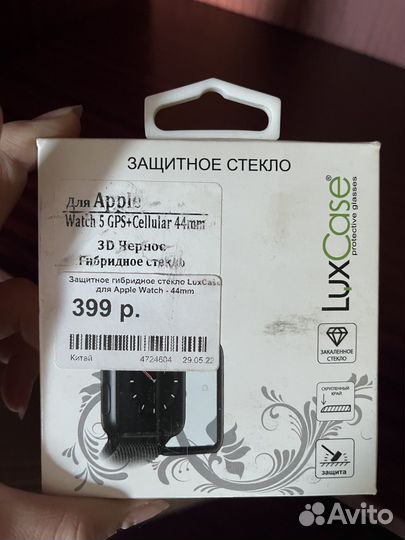 ЗАЩИТНОЕ СТЕКЛО
для Apple
Watch 5 GPS+Cellular 44mm
3D Черное
Гибридное стекло
Защитное гибридное стекло LuxCase
для Apple Watch - 44mm
399 р.
Китай 4724604 29.05.22
LuxCase®
protective glasses
ЗАКАЛЕННОЕ
СТЕКЛО
СКРУГЛЕННЫЙ
КРАЙ
защита
Avito